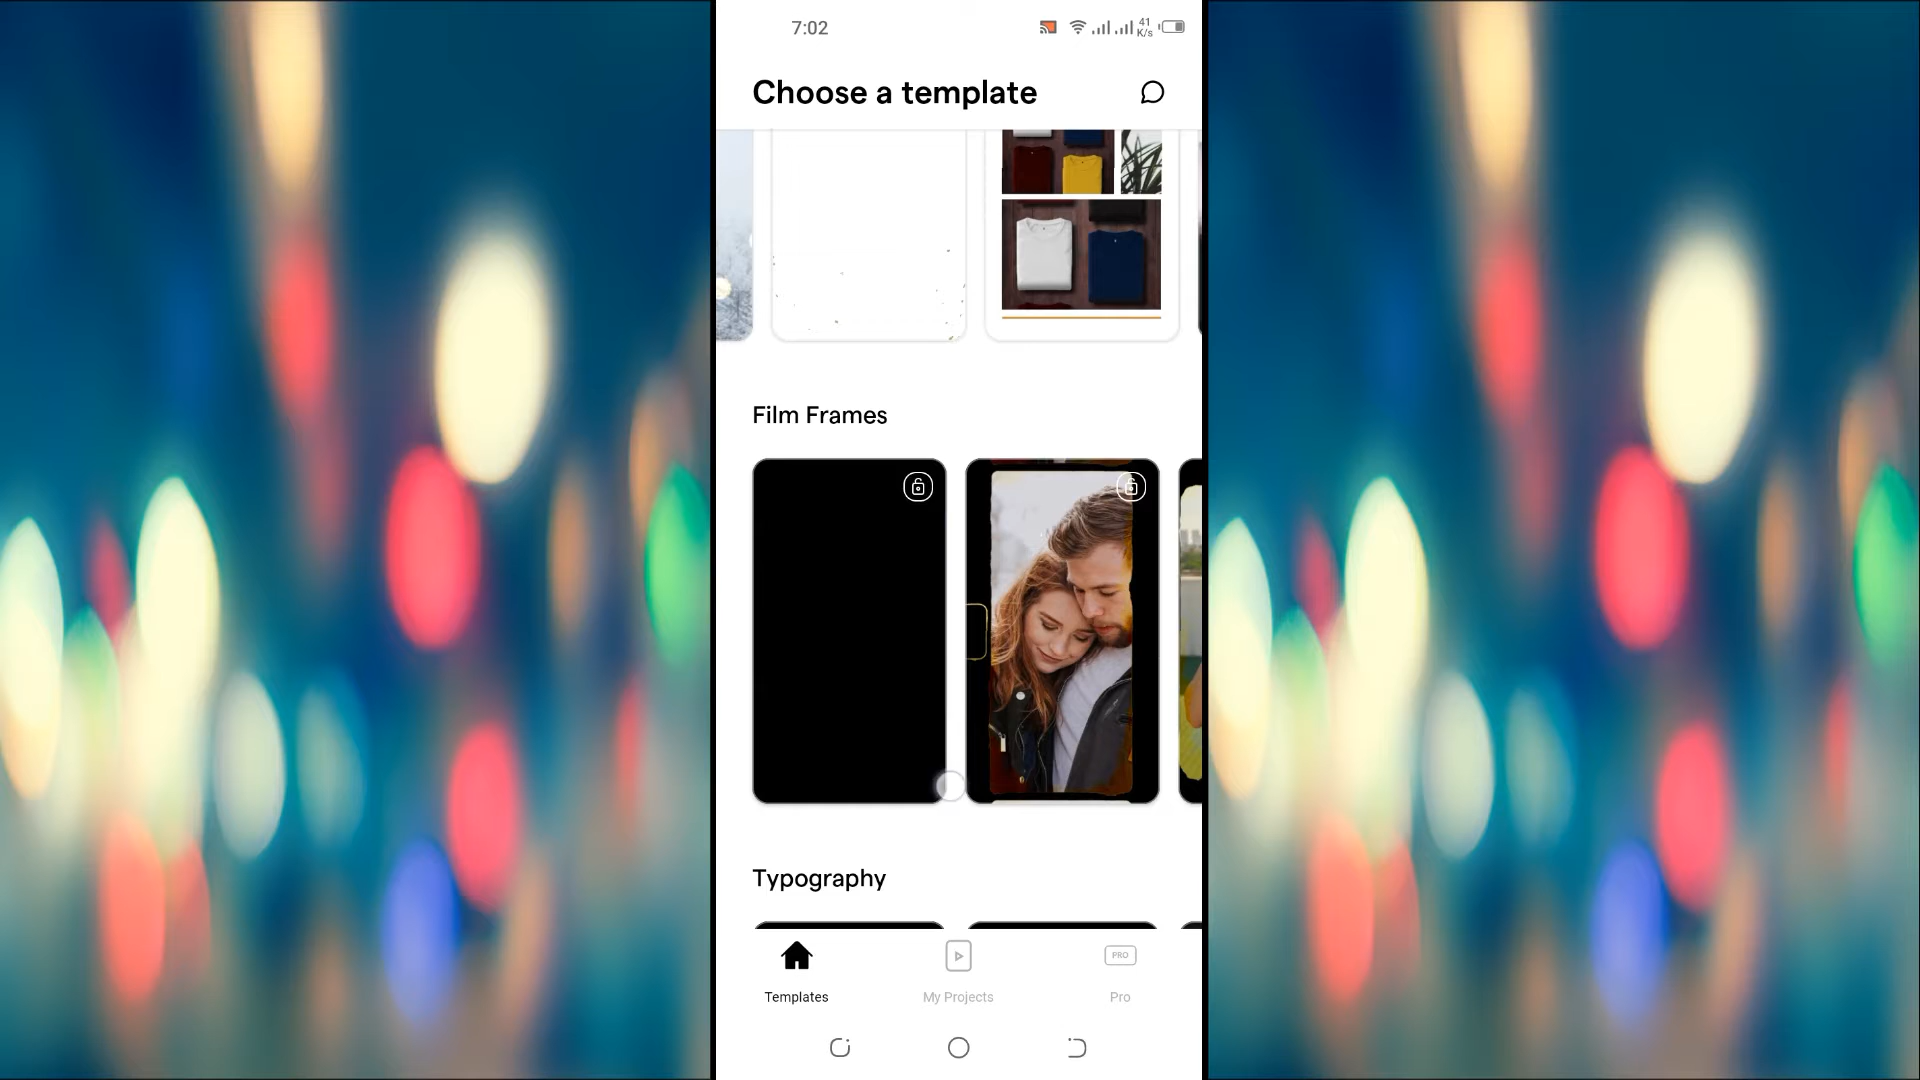 7:02
41
K/s
Choose a template
Film Frames
Typography
PRO
Templates
My Projects
Pro